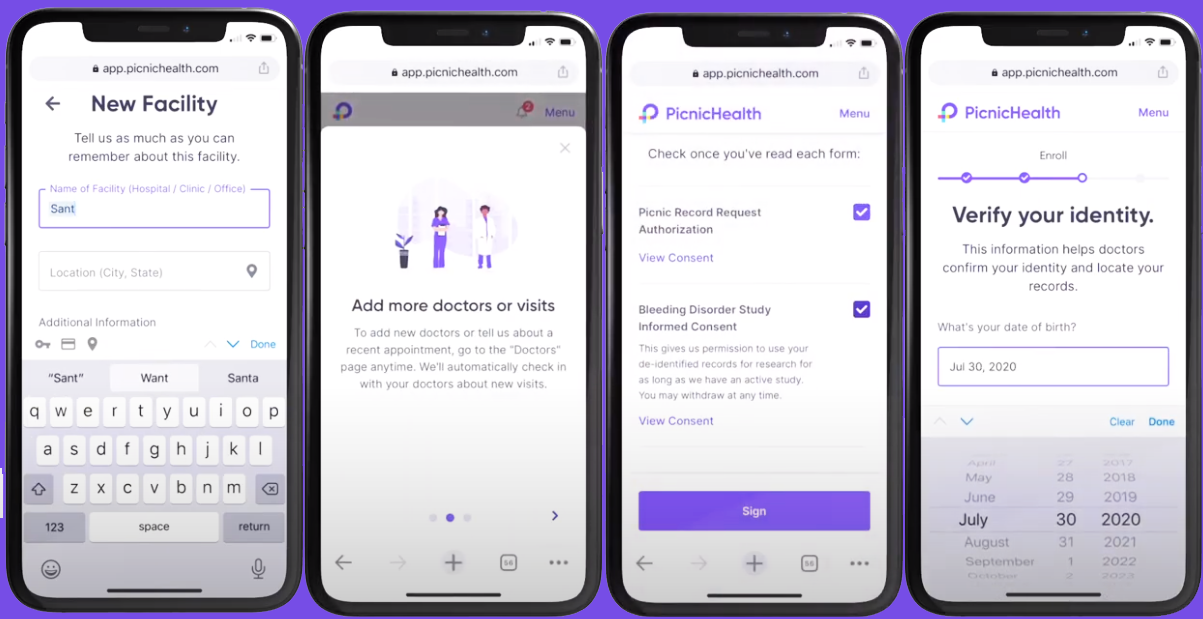 app.picnichealth.com
New Facility
Tell us as much as you can
remember about this facility.
Name of Facility (Hospital / Clinic / Office)
Sant
Location (City, State)
Additional Information
Done
"Sant" Want Santa
q w e r t y u i o p
a s d f g h j k l
z x c v b n m
123 space return
app.picnichealth.com
2 Menu
Add more doctors or visits
To add new doctors or tell us about a
recent appointment, go to the "Doctors"
page anytime. We'll automatically check in
with your doctors about new visits.
56
app.picnichealth.com
PicnicHealth Menu
Check once you've read each form:
Picnic Record Request
Authorization
View Consent
Bleeding Disorder Study
Informed Consent
This gives us permission to use your
de-identified records for research for
as long as we have an active study.
You may withdraw at any time.
View Consent
Sign
56
app.picnichealth.com
PicnicHealth Menu
Enroll
Verify your identity.
This information helps doctors
confirm your identity and locate your
records.
What's your date of birth?
Jul 30, 2020
Clear Done
April 27 2017
May 28 2018
June 29 2019
July 30 2020
August 31 2021
September 1 2022
October 2 2023